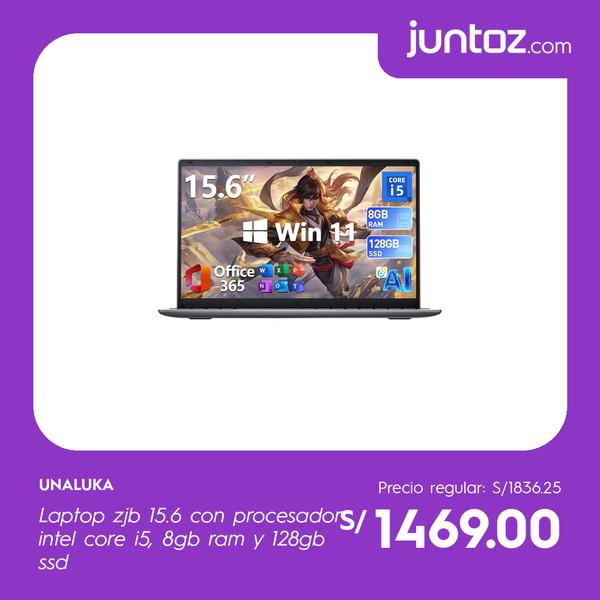 juntoz.com
15.6”
CORE
i5
8GB
RAM
Win 11
128GB
SSD
Office
365
W X P
N O T
AI
UNALUKA
Precio regular: S/1836.25
Laptop zjb 15.6 con procesador
intel core i5, 8gb ram y 128gb
ssd
S/ 1469.00